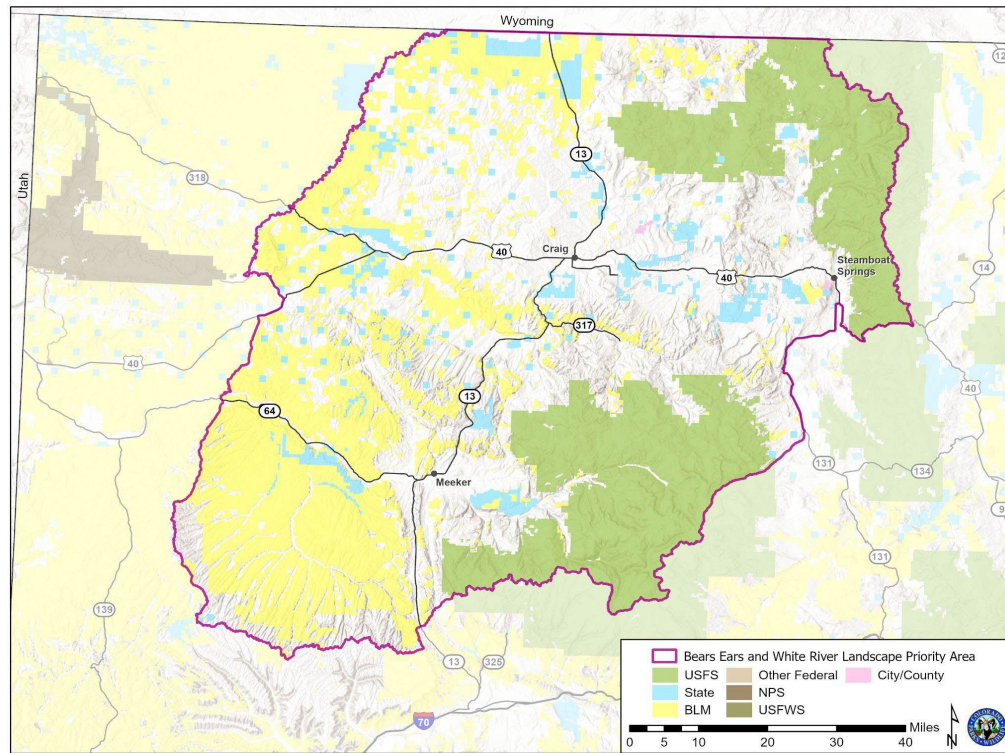 Wyoming
Utah
12
318
13
Craig
40
40
Steamboat
Springs
14
317
40
13
40
64
131
134
Meeker
9
131
139
13
325
70
Bears Ears and White River Landscape Priority Area
USFS
Other Federal
City/County
State
NPS
BLM
USFWS
Miles
0 5 10 20 30 40
N